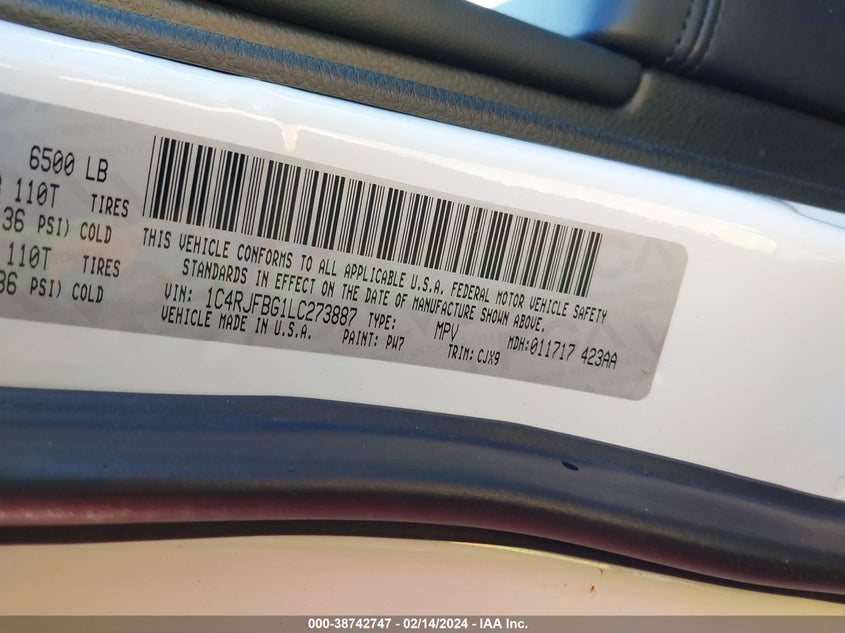 6500 LB
110T TIRES
36 PSI) COLD
110T TIRES
36 PSI) COLD
THIS VEHICLE CONFORMS TO ALL APPLICABLE U.S.A. FEDERAL MOTOR VEHICLE SAFETY
STANDARDS IN EFFECT ON THE DATE OF MANUFACTURE SHOWN ABOVE.
VIN: 1C4RJFBG1LC273887 TYPE: MPV MDH:011717 423AA
VEHICLE MADE IN U.S.A. PAINT: PW7 TRIM: CJX9
000-38742747 - 02/14/2024 - IAA Inc.